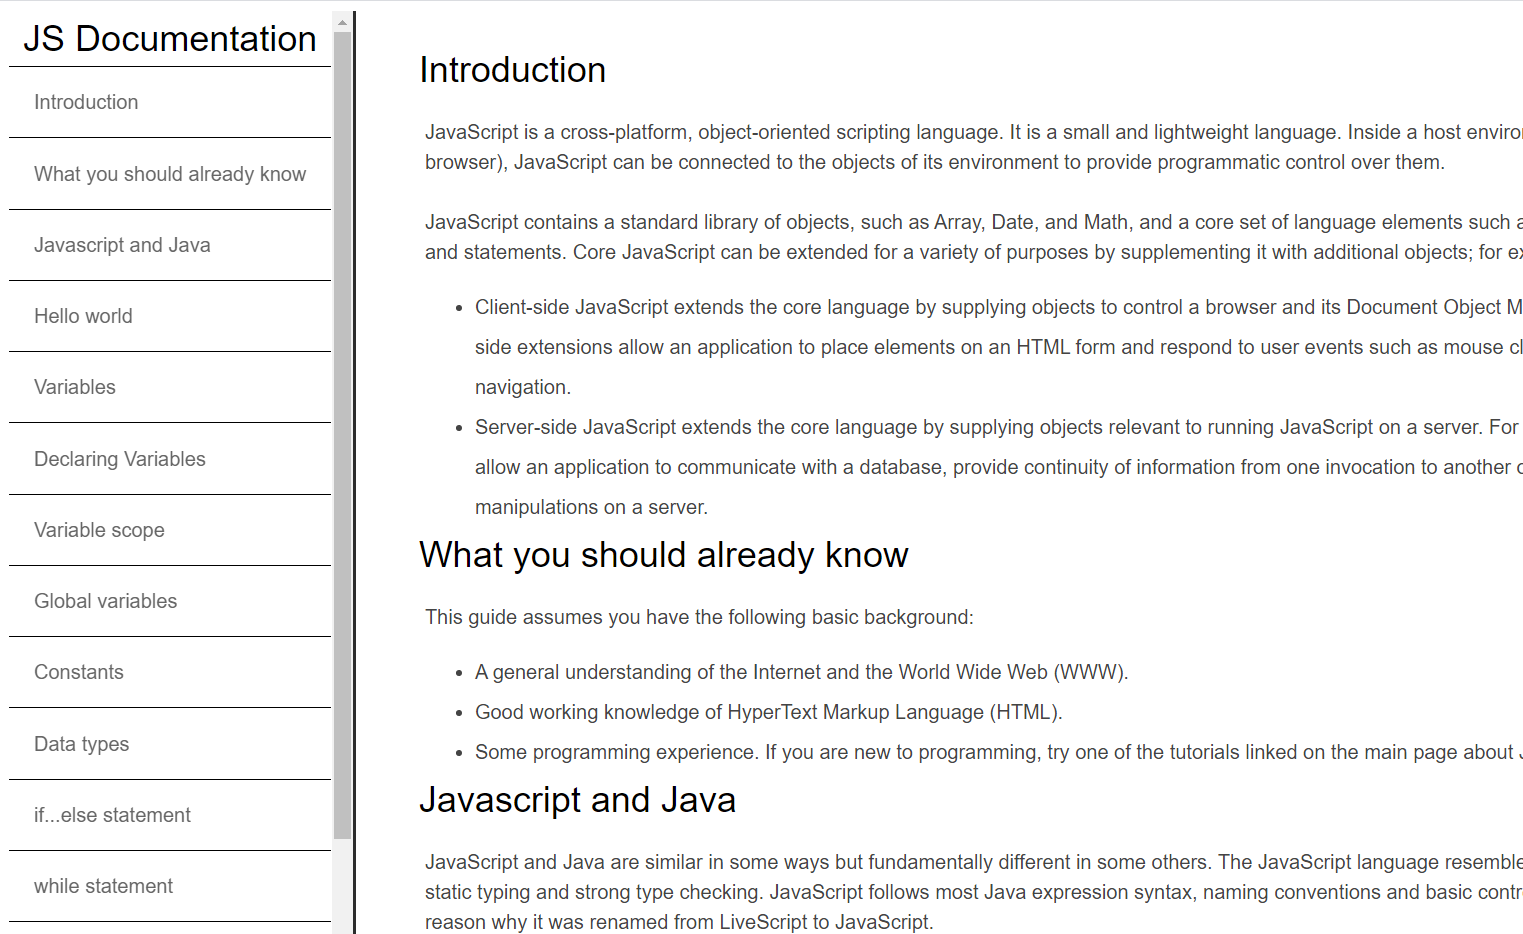 JS Documentation
Introduction
What you should already know
Javascript and Java
Hello world
Variables
Declaring Variables
Variable scope
Global variables
Constants
Data types
if...else statement
while statement
Introduction
JavaScript is a cross-platform, object-oriented scripting language. It is a small and lightweight language. Inside a host
browser), JavaScript can be connected to the objects of its environment to provide programmatic control over them.
JavaScript contains a standard library of objects, such as Array, Date, and Math, and a core set of language elements such
and statements. Core JavaScript can be extended for a variety of purposes by supplementing it with additional objects; for
Client-side JavaScript extends the core language by supplying objects to control a browser and its Document Object
side extensions allow an application to place elements on an HTML form and respond to user events such as mouse
navigation.
Server-side JavaScript extends the core language by supplying objects relevant to running JavaScript on a server. For
allow an application to communicate with a database, provide continuity of information from one invocation to another
manipulations on a server.
What you should already know
This guide assumes you have the following basic background:
A general understanding of the Internet and the World Wide Web (WWW).
Good working knowledge of HyperText Markup Language (HTML).
Some programming experience. If you are new to programming, try one of the tutorials linked on the main page about
Javascript and Java
JavaScript and Java are similar in some ways but fundamentally different in some others. The JavaScript language
static typing and strong type checking. JavaScript follows most Java expression syntax, naming conventions and basic
reason why it was renamed from LiveScript to JavaScript.